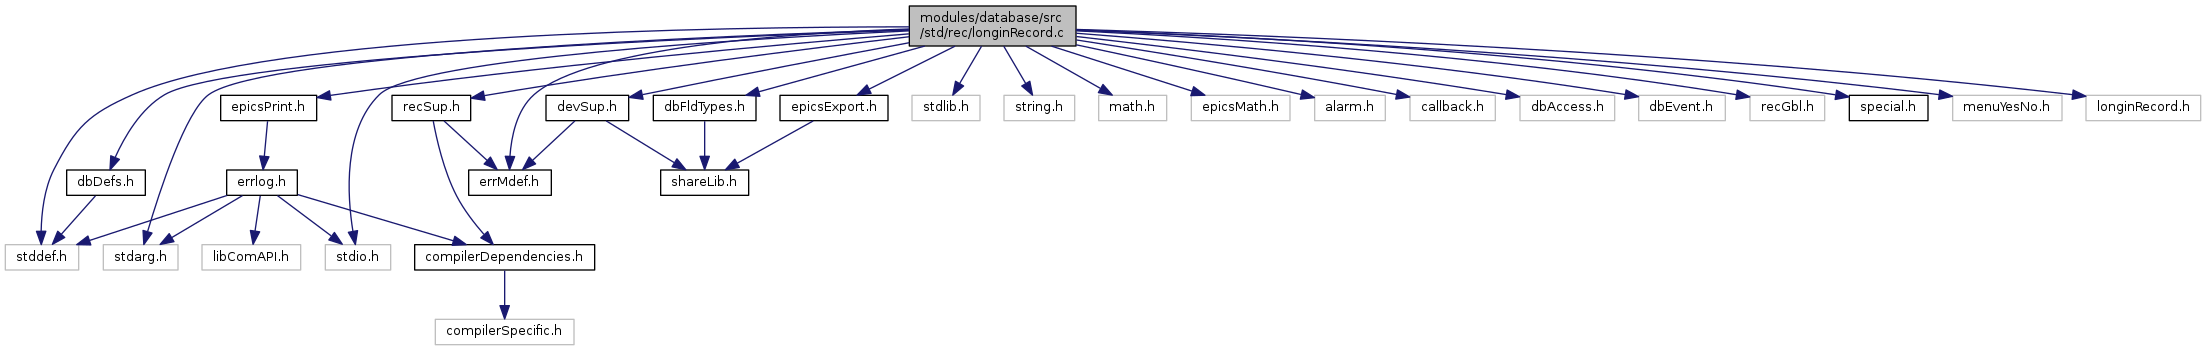 modules/database/src
/std/rec/longinRecord.c
epicsPrint.h
recSup.h
devSup.h
dbFldTypes.h
epicsExport.h
stdlib.h
string.h
math.h
epicsMath.h
alarm.h
callback.h
dbAccess.h
dbEvent.h
recGbl.h
special.h
menuYesNo.h
longinRecord.h
dbDefs.h
errlog.h
errMdef.h
shareLib.h
stddef.h
stdarg.h
libComAPI.h
stdio.h
compilerDependencies.h
compilerSpecific.h